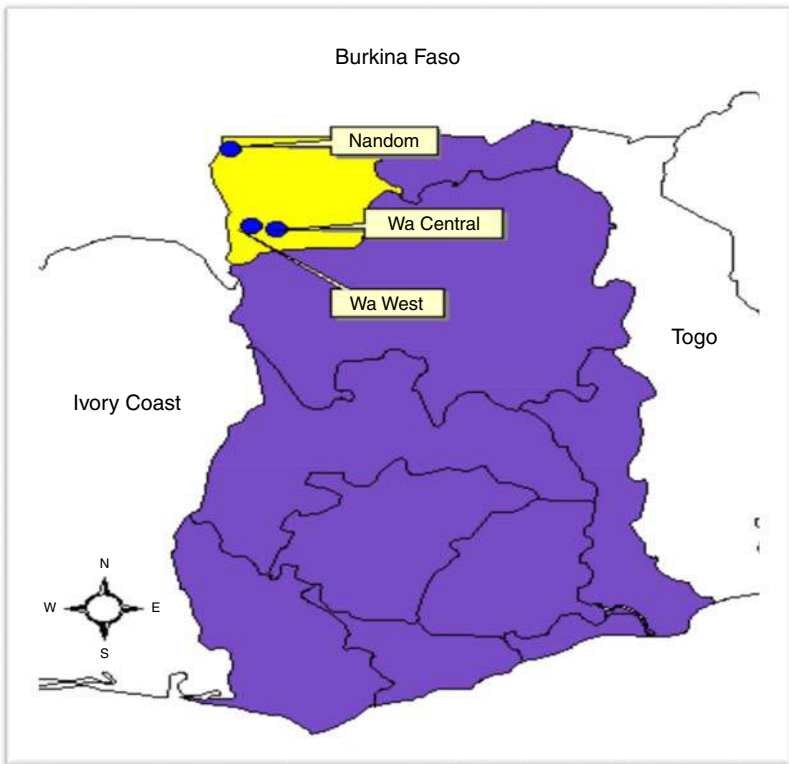 Burkina Faso
Nandom
Wa Central
Wa West
Togo
Ivory Coast
N
W E
S